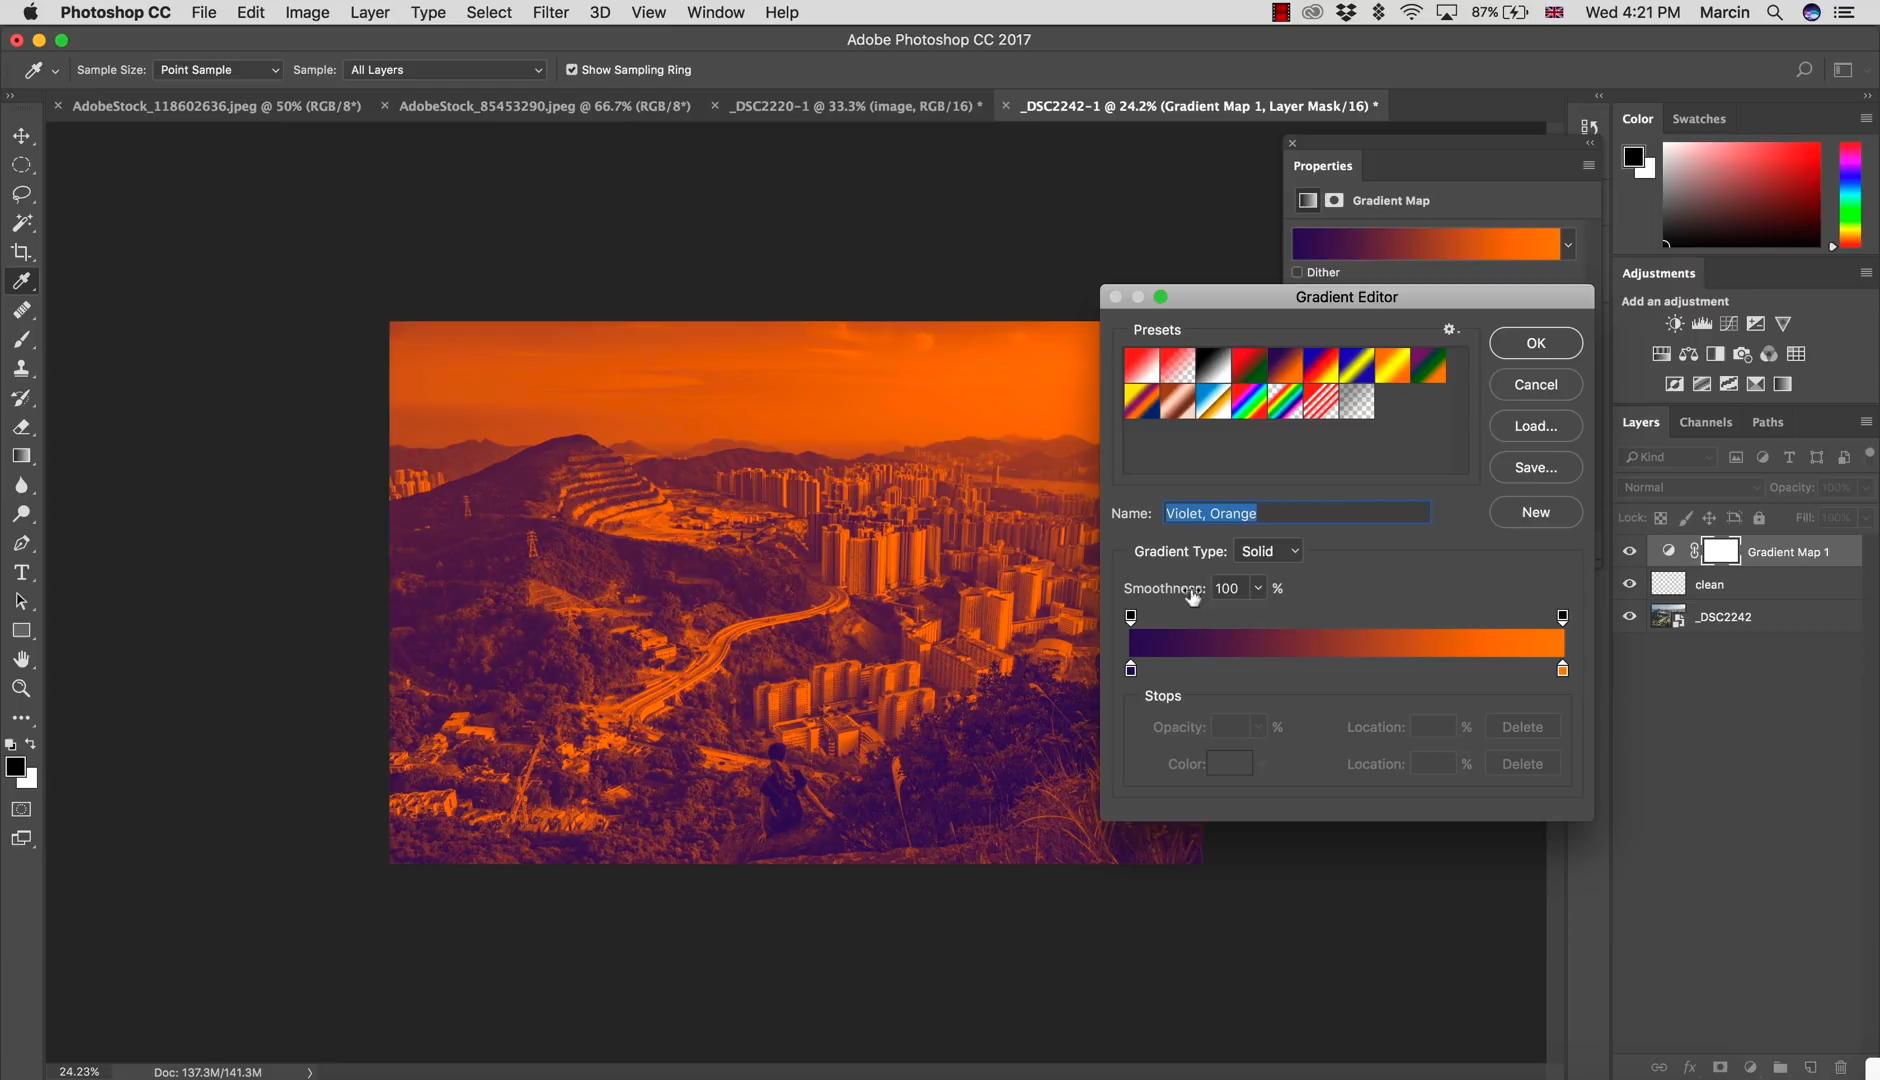 Photoshop CC File Edit Image Layer Type Select Filter 3D View Window Help 87% Wed 4:21 PM Marcin
Adobe Photoshop CC 2017
Sample Size: Point Sample Sample: All Layers Show Sampling Ring
AdobeStock_118602636.jpeg @ 50% (RGB/8*) AdobeStock_85453290.jpeg @ 66.7% (RGB/8*) _DSC2220-1 @ 33.3% (image, RGB/16) * _DSC2242-1 @ 24.2% (Gradient Map 1, Layer Mask/16) *
Properties
Gradient Map
Dither
Gradient Editor
Presets
OK
Cancel
Load...
Save...
Name: Violet, Orange
New
Gradient Type: Solid
Smoothness: 100 %
Stops
Opacity: % Location: % Delete
Color: Location: % Delete
Color Swatches
Adjustments
Add an adjustment
Layers Channels Paths
Kind
Normal Opacity: 100%
Lock: Fill: 100%
Gradient Map 1
clean
_DSC2242
24.23% Doc: 137.3M/141.3M